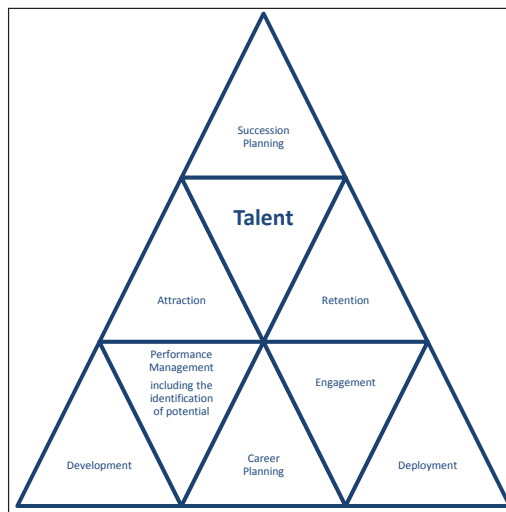 Succession
Planning
Talent
Attraction
Retention
Performance
Management
including the
identification
of potential
Engagement
Development
Career
Planning
Deployment